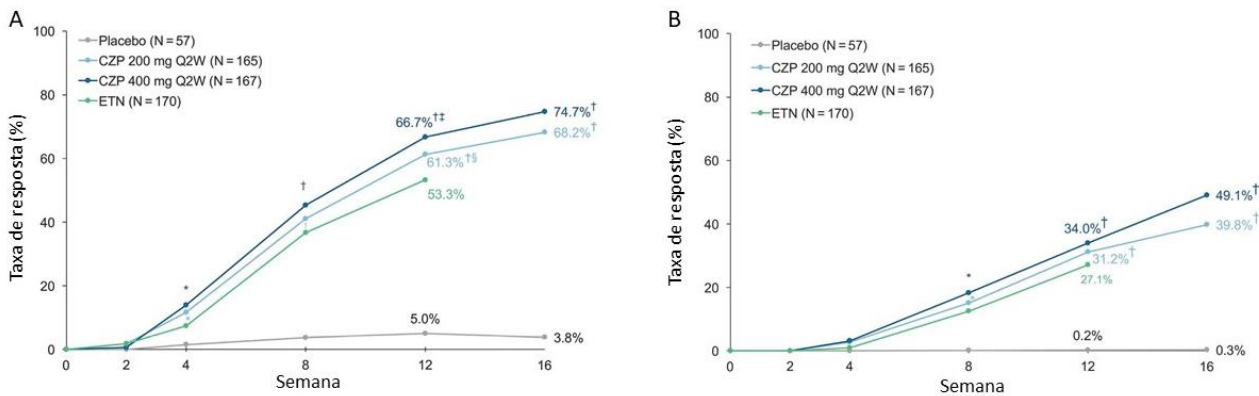 A
100
80
60
40
20
0
Taxa de resposta (%)
Placebo (N = 57)
CZP 200 mg Q2W (N = 165)
CZP 400 mg Q2W (N = 167)
ETN (N = 170)
*
*
†
†
66.7%†‡
61.3%†§
53.3%
74.7%†
68.2%†
5.0%
3.8%
0 2 4 8 12 16
Semana
B
100
80
60
40
20
0
Taxa de resposta (%)
Placebo (N = 57)
CZP 200 mg Q2W (N = 165)
CZP 400 mg Q2W (N = 167)
ETN (N = 170)
*
*
34.0%†
31.2%†
27.1%
49.1%†
39.8%†
0.2%
0.3%
0 2 4 8 12 16
Semana